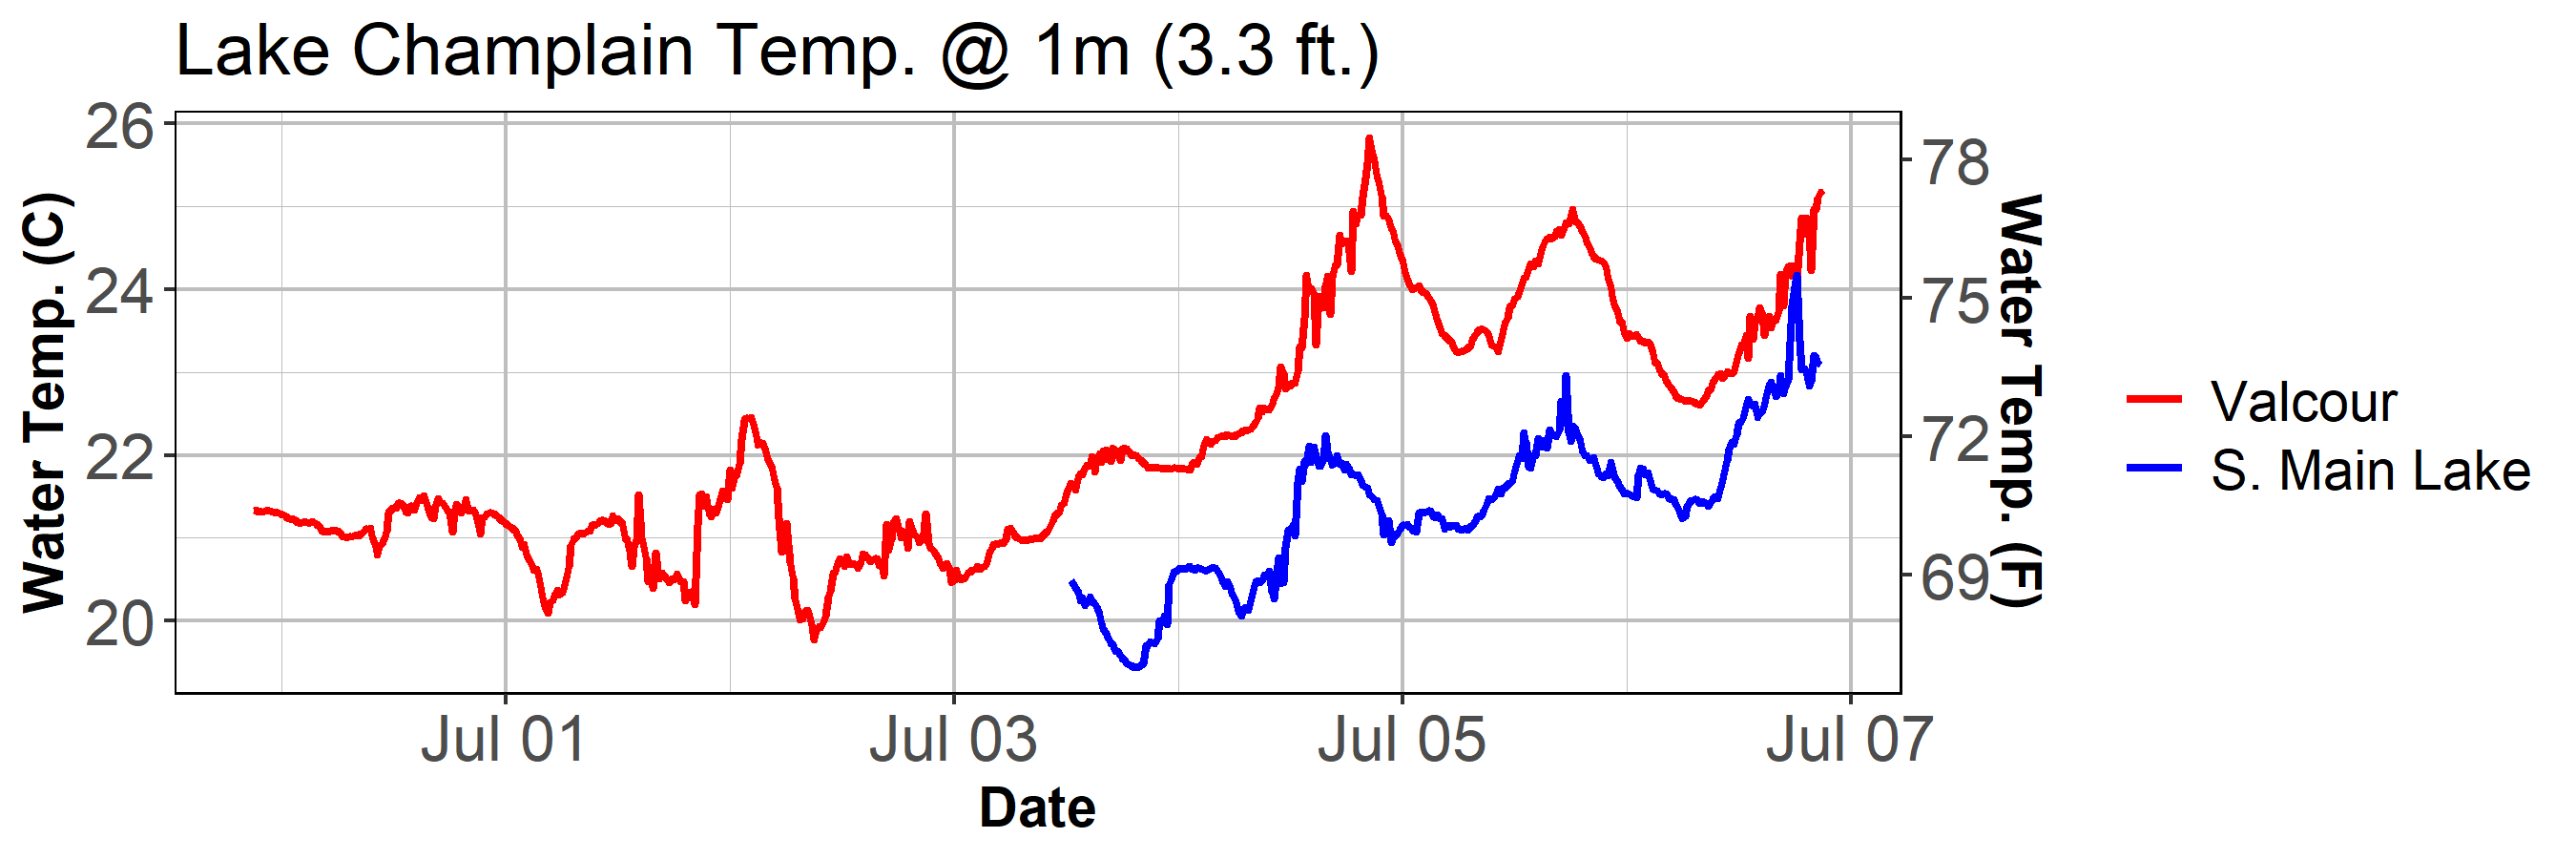 Lake Champlain Temp. @ 1m (3.3 ft.)
Water Temp. (C)
26
24
22
20
78
75
72
69
Water Temp. (F)
Jul 01
Jul 03
Jul 05
Jul 07
Date
Valcour
S. Main Lake